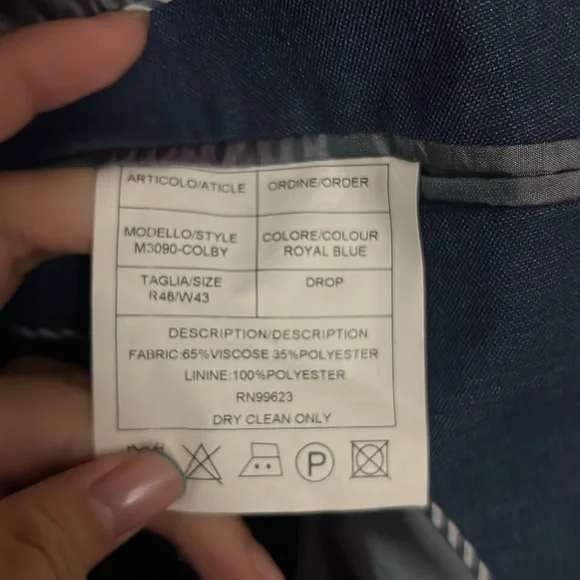 ARTICOLO/ATICLE
ORDINE/ORDER
MODELLO/STYLE
M3090-COLBY
COLORE/COLOUR
ROYAL BLUE
TAGLIA/SIZE
R48/W43
DROP
DESCRIPTION/DESCRIPTION
FABRIC:65%VISCOSE 35%POLYESTER
LININE:100%POLYESTER
RN99623
DRY CLEAN ONLY
P